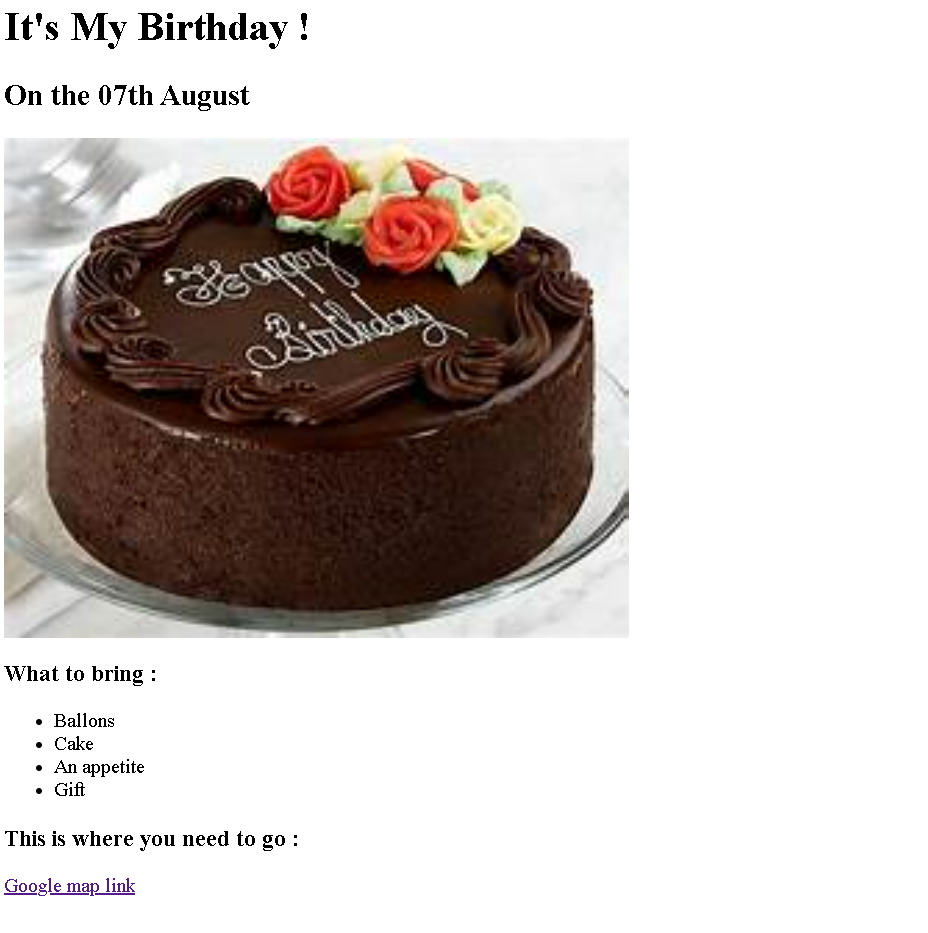 It's My Birthday !
On the 07th August
Happy
Birthday
What to bring :
Ballons
Cake
An appetite
Gift
This is where you need to go :
Google map link